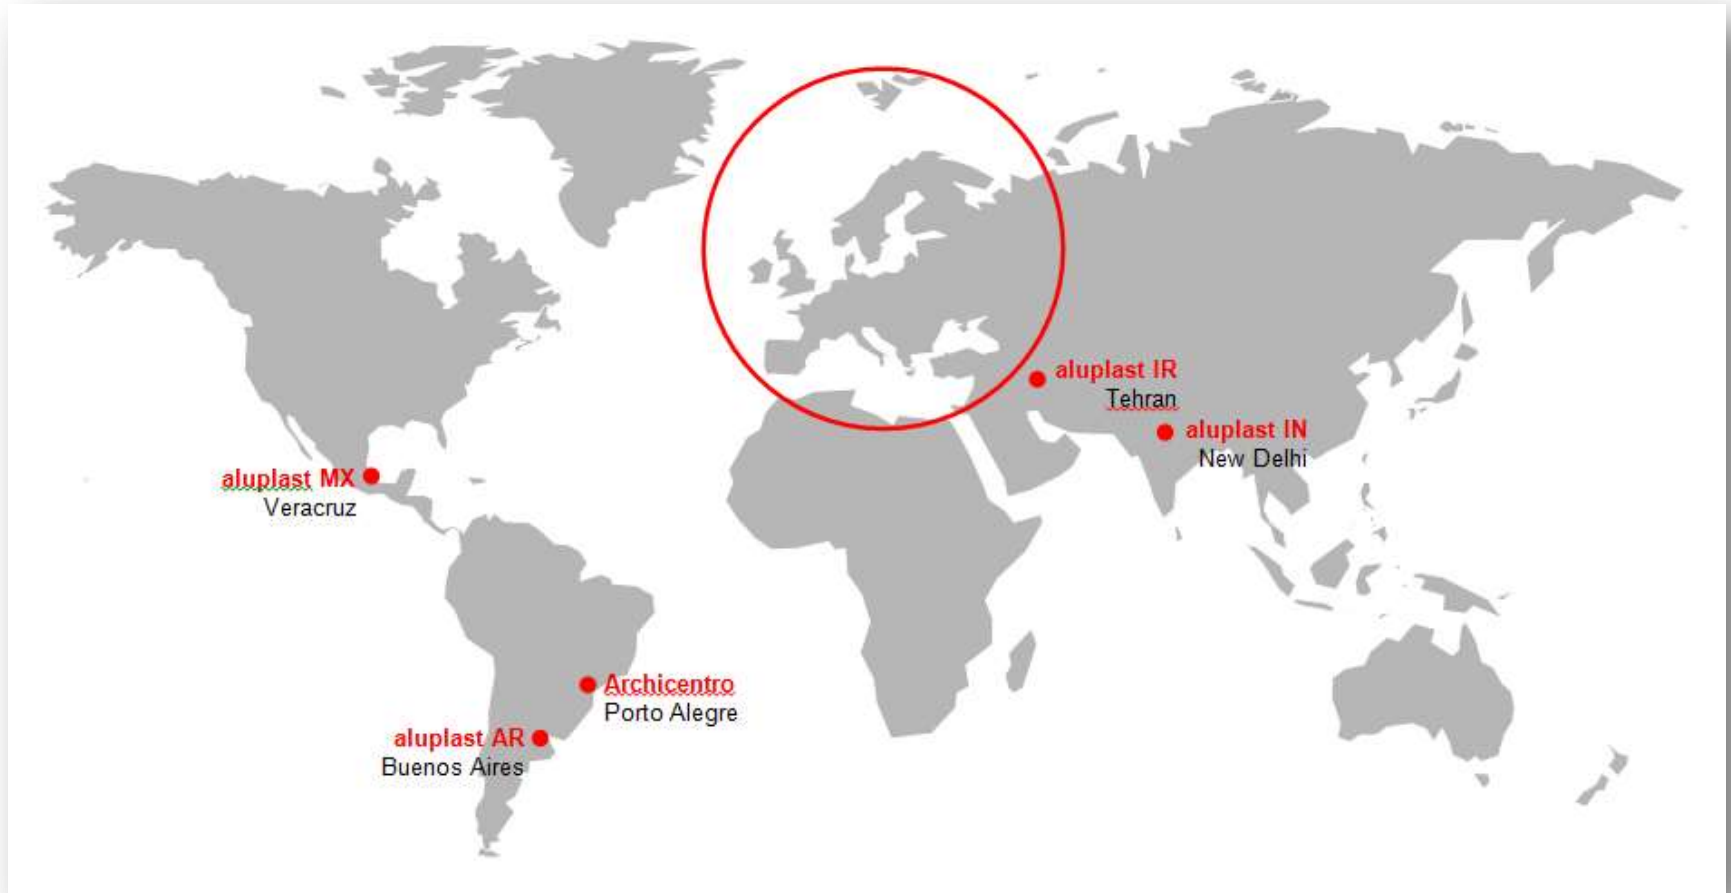 aluplast IR
Tehran
aluplast IN
New Delhi
aluplast MX
Veracruz
Archicentro
Porto Alegre
aluplast AR
Buenos Aires